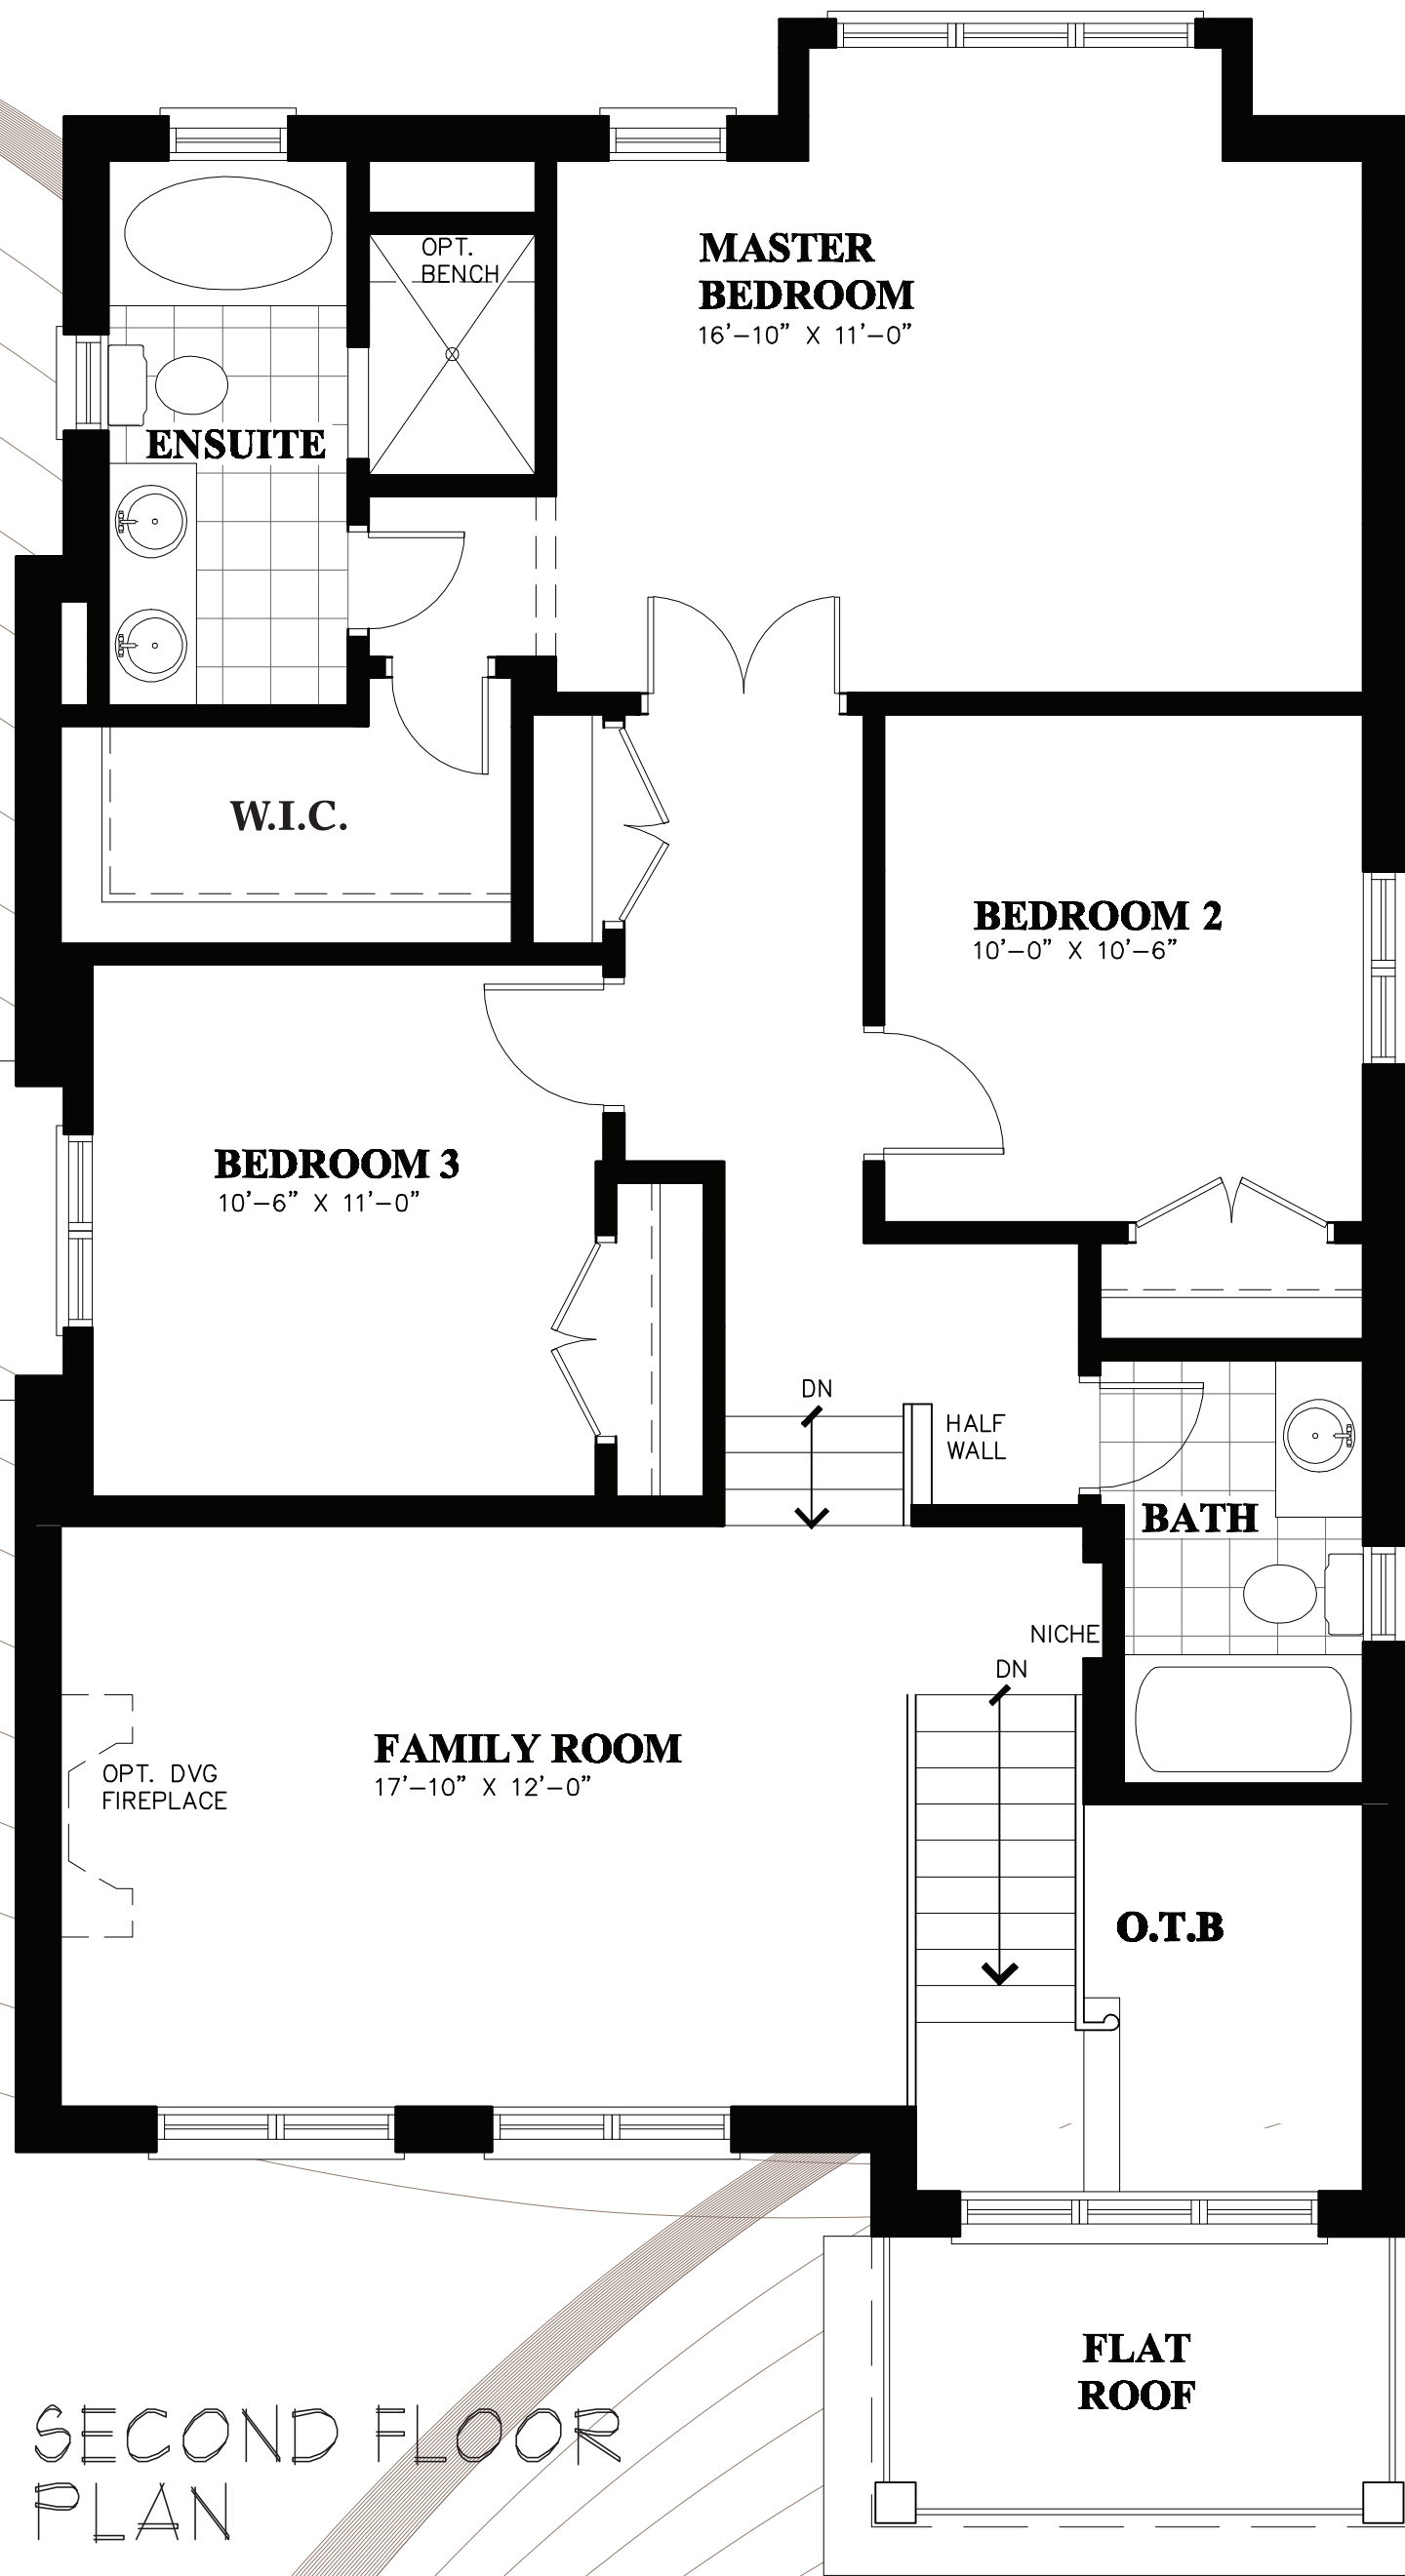 OPT.
BENCH
MASTER
BEDROOM
16'-10" X 11'-0"
ENSUITE
W.I.C.
BEDROOM 2
10'-0" X 10'-6"
BEDROOM 3
10'-6" X 11'-0"
DN
HALF
WALL
BATH
NICHE
DN
FAMILY ROOM
17'-10" X 12'-0"
OPT. DVG
FIREPLACE
O.T.B
FLAT
ROOF
SECOND FLOOR
PLAN